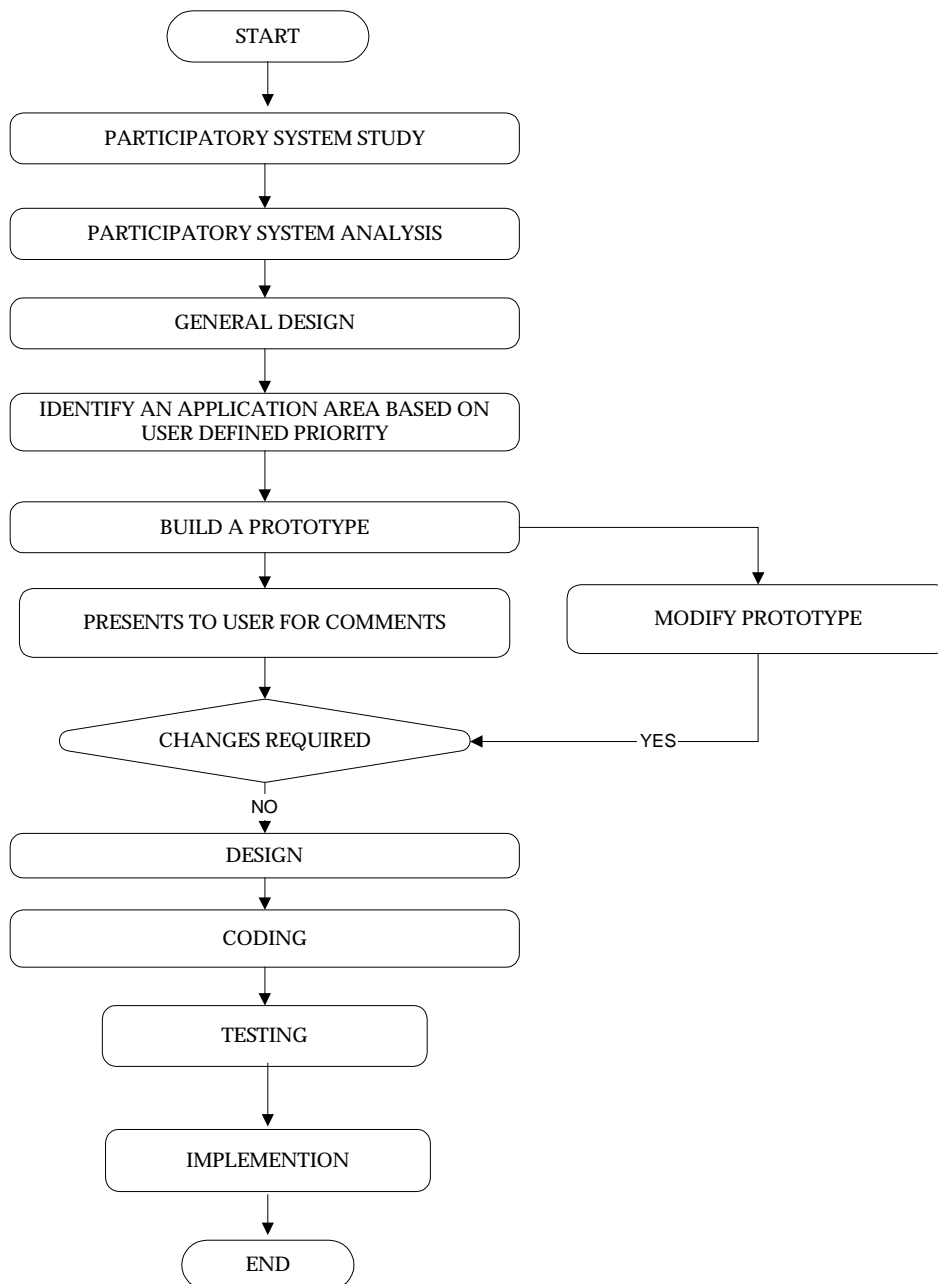 START
PARTICIPATORY SYSTEM STUDY
PARTICIPATORY SYSTEM ANALYSIS
GENERAL DESIGN
IDENTIFY AN APPLICATION AREA BASED ON
USER DEFINED PRIORITY
BUILD A PROTOTYPE
PRESENTS TO USER FOR COMMENTS
MODIFY PROTOTYPE
CHANGES REQUIRED
YES
NO
DESIGN
CODING
TESTING
IMPLEMENTION
END